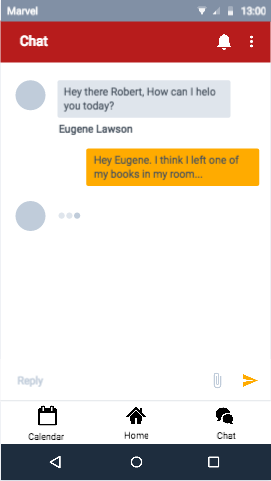 Marvel 13:00
Chat
Hey there Robert, How can I helo
you today?
Eugene Lawson
Hey Eugene. I think I left one of
my books in my room...
Reply
Calendar Home Chat